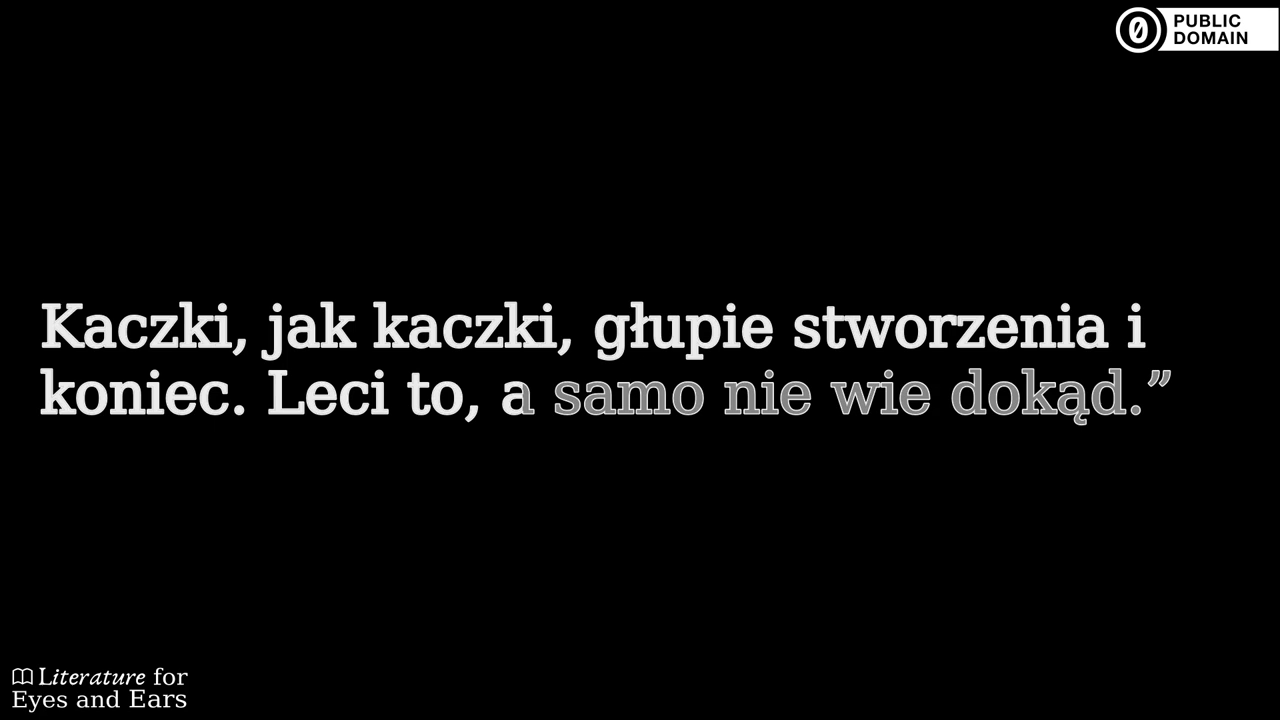 PUBLIC
DOMAIN
Kaczki, jak kaczki, głupie stworzenia i
koniec. Leci to, a samo nie wie dokąd.”
Literature for
Eyes and Ears